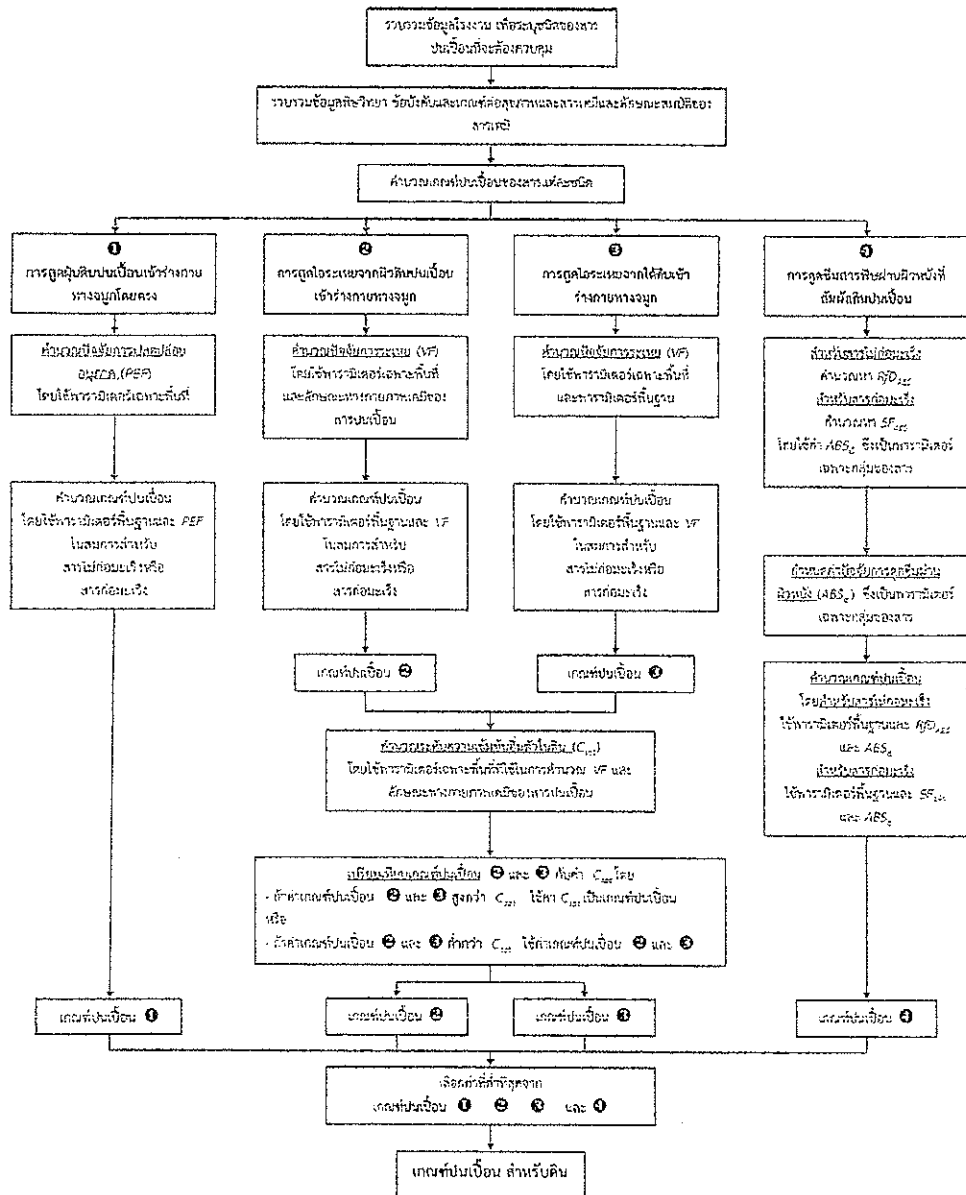 รวบรวมข้อมูลโรงงาน เพื่อระบุชนิดของสาร
ปนเปื้อนที่จะต้องควบคุม
รวบรวมข้อมูลพิษวิทยา ข้อบังคับและเกณฑ์ต่อสุขภาพและสารเคมีและลักษณะสมบัติของ
สารเคมี
คำนวณเกณฑ์ปนเปื้อนของสารแต่ละชนิด
❶
การสูดฝุ่นดินปนเปื้อนเข้าร่างกาย
ทางจมูกโดยตรง
คำนวณปัจจัยการปลดปล่อย
อนุภาค (PEF)
โดยใช้พารามิเตอร์เฉพาะพื้นที่
คำนวณเกณฑ์ปนเปื้อน
โดยใช้พารามิเตอร์พื้นฐานและ PEF
ในสมการสำหรับ
สารไม่ก่อมะเร็งหรือ
สารก่อมะเร็ง
❷
การสูดไอระเหยจากผิวดินปนเปื้อน
เข้าร่างกายทางจมูก
คำนวณปัจจัยการระเหย (VF)
โดยใช้พารามิเตอร์เฉพาะพื้นที่
และลักษณะทางกายภาพเคมีของ
สารปนเปื้อน
คำนวณเกณฑ์ปนเปื้อน
โดยใช้พารามิเตอร์พื้นฐานและ VF
ในสมการสำหรับ
สารไม่ก่อมะเร็งหรือ
สารก่อมะเร็ง
เกณฑ์ปนเปื้อน ❷
❸
การสูดไอระเหยจากใต้ดินเข้า
ร่างกายทางจมูก
คำนวณปัจจัยการระเหย (VF)
โดยใช้พารามิเตอร์เฉพาะพื้นที่
และพารามิเตอร์พื้นฐาน
คำนวณเกณฑ์ปนเปื้อน
โดยใช้พารามิเตอร์พื้นฐานและ VF
ในสมการสำหรับ
สารไม่ก่อมะเร็งหรือ
สารก่อมะเร็ง
เกณฑ์ปนเปื้อน ❸
คำนวณระดับความเข้มข้นอิ่มตัวในดิน (C_sat)
โดยใช้พารามิเตอร์เฉพาะพื้นที่ที่ใช้ในการคำนวณ VF และ
ลักษณะทางกายภาพเคมีของสารปนเปื้อน
เปรียบเทียบเกณฑ์ปนเปื้อน ❷ และ ❸ กับค่า C_sat โดย
- ถ้าค่าเกณฑ์ปนเปื้อน ❷ และ ❸ สูงกว่า C_sat ใช้ค่า C_sat เป็นเกณฑ์ปนเปื้อน
หรือ
- ถ้าค่าเกณฑ์ปนเปื้อน ❷ และ ❸ ต่ำกว่า C_sat ใช้ค่าเกณฑ์ปนเปื้อน ❷ และ ❸
❹
การดูดซึมสารพิษผ่านผิวหนังที่
สัมผัสดินปนเปื้อน
สำหรับสารไม่ก่อมะเร็ง
คำนวณหา RfD_ABS
สำหรับสารก่อมะเร็ง
คำนวณหา SF_ABS
โดยใช้ค่า ABS_d ซึ่งเป็นพารามิเตอร์
เฉพาะกลุ่มของสาร
กำหนดค่าปัจจัยการดูดซึมผ่าน
ผิวหนัง (ABS_d) ซึ่งเป็นพารามิเตอร์
เฉพาะกลุ่มของสาร
คำนวณเกณฑ์ปนเปื้อน
โดยสำหรับสารไม่ก่อมะเร็ง
ใช้พารามิเตอร์พื้นฐานและ RfD_ABS
และ ABS_d
สำหรับสารก่อมะเร็ง
ใช้พารามิเตอร์พื้นฐานและ SF_ABS
และ ABS_d
เกณฑ์ปนเปื้อน ❶
เกณฑ์ปนเปื้อน ❷
เกณฑ์ปนเปื้อน ❸
เกณฑ์ปนเปื้อน ❹
เลือกค่าที่ต่ำที่สุดจาก
เกณฑ์ปนเปื้อน ❶ ❷ ❸ และ ❹
เกณฑ์ปนเปื้อน สำหรับดิน